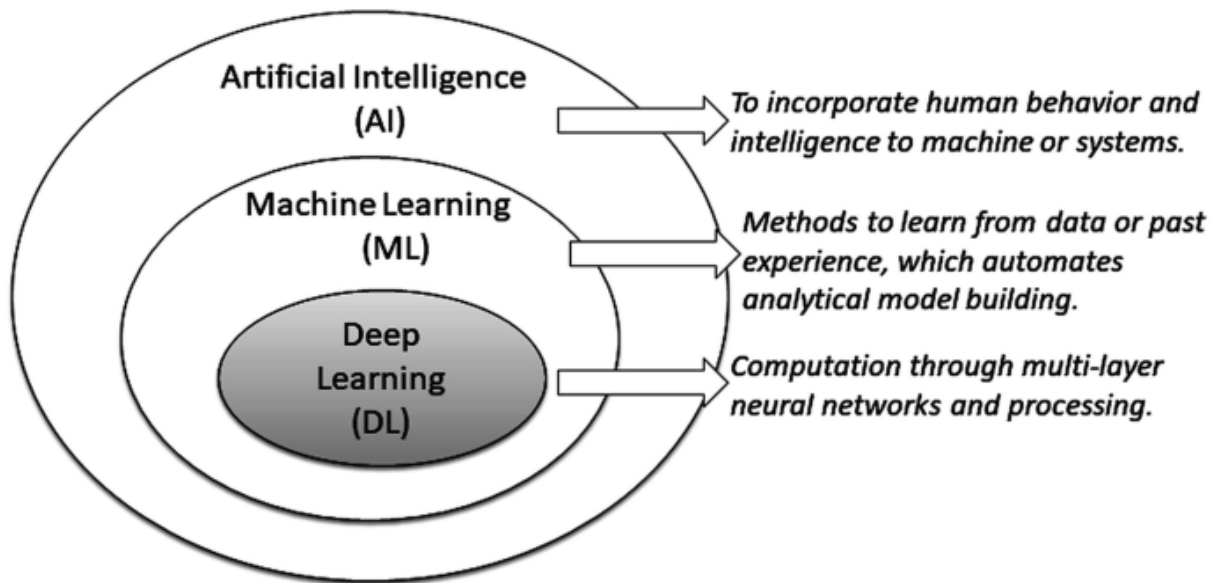 Artificial Intelligence
(AI)
To incorporate human behavior and
intelligence to machine or systems.
Machine Learning
(ML)
Methods to learn from data or past
experience, which automates
analytical model building.
Deep
Learning
(DL)
Computation through multi-layer
neural networks and processing.